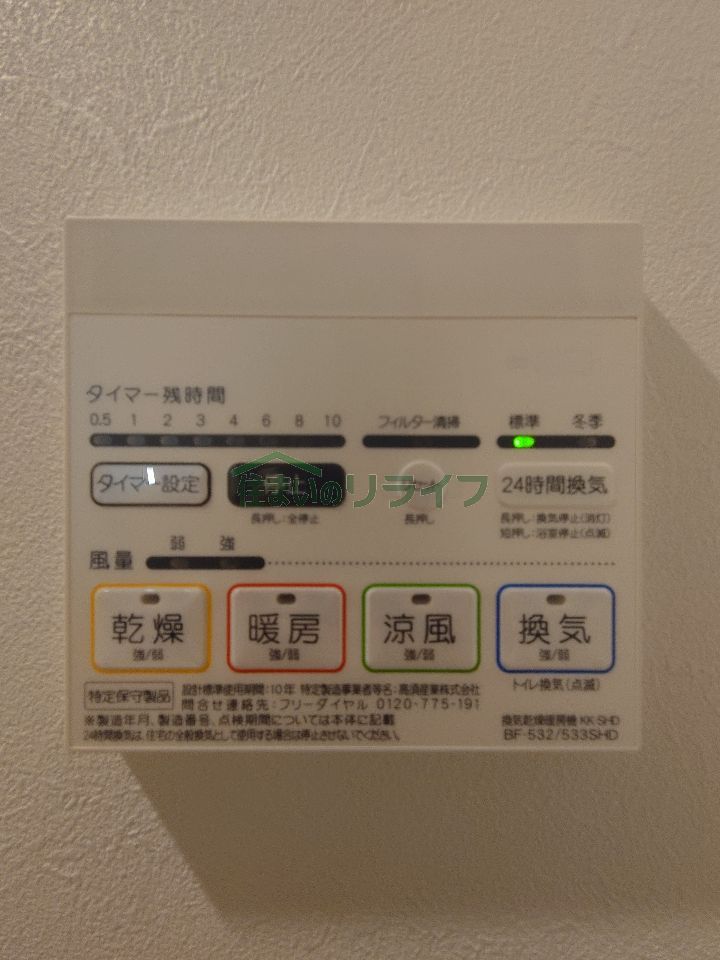 タイマー残時間
0.5 1 2 3 4 6 8 10 フィルター清掃 標準 冬季
タイマー設定 停止 24時間換気
住まいのリライフ
長押し:全停止 長押し 長押し:換気停止(消灯)
短押し:浴室停止(点滅)
弱 強
風量
乾燥 暖房 涼風 換気
強/弱 強/弱 強/弱 強/弱
トイレ換気(点滅)
特定保守製品 設計標準使用期間:10年 特定製造事業者等名:高須産業株式会社
問合せ連絡先:フリーダイヤル 0120-775-191
※製造年月、製造番号、点検期間については本体に記載 換気乾燥暖房機 KK-SHD
24時間換気は、住宅の全般換気として使用する場合は停止させないでください。 BF-532/533SHD